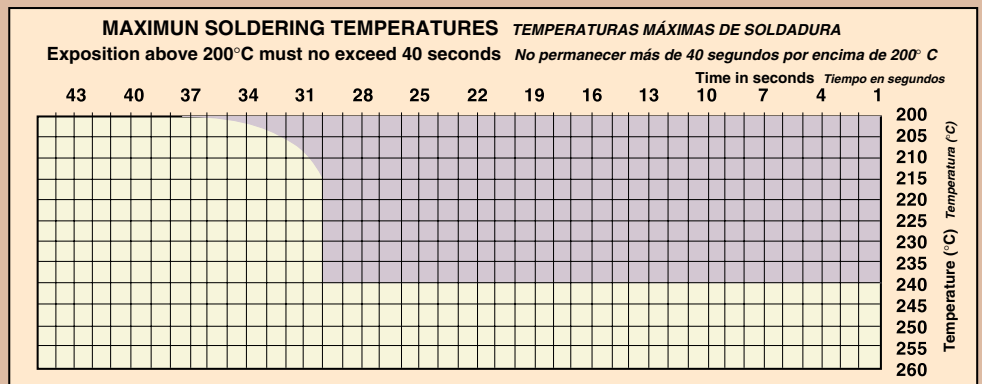 MAXIMUN SOLDERING TEMPERATURES TEMPERATURAS MÁXIMAS DE SOLDADURA
Exposition above 200°C must no exceed 40 seconds No permanecer más de 40 segundos por encima de 200° C
Time in seconds Tiempo en segundos
43 40 37 34 31 28 25 22 19 16 13 10 7 4 1
200
205
210
215
220
225
230
235
240
245
250
255
260
Temperature (°C) Temperatura (°C)